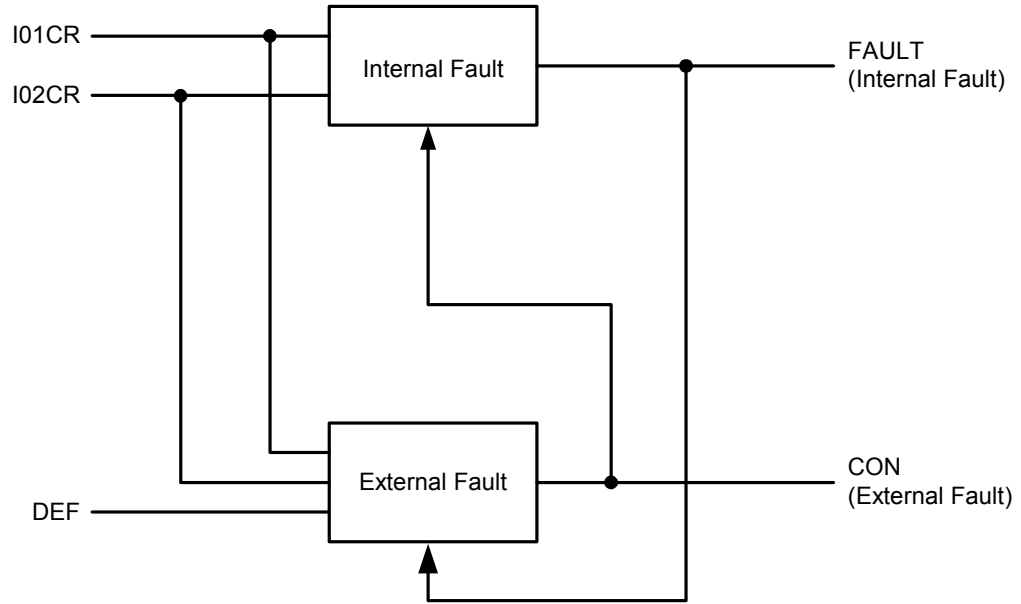 I01CR
I02CR
Internal Fault
FAULT
(Internal Fault)
External Fault
DEF
CON
(External Fault)